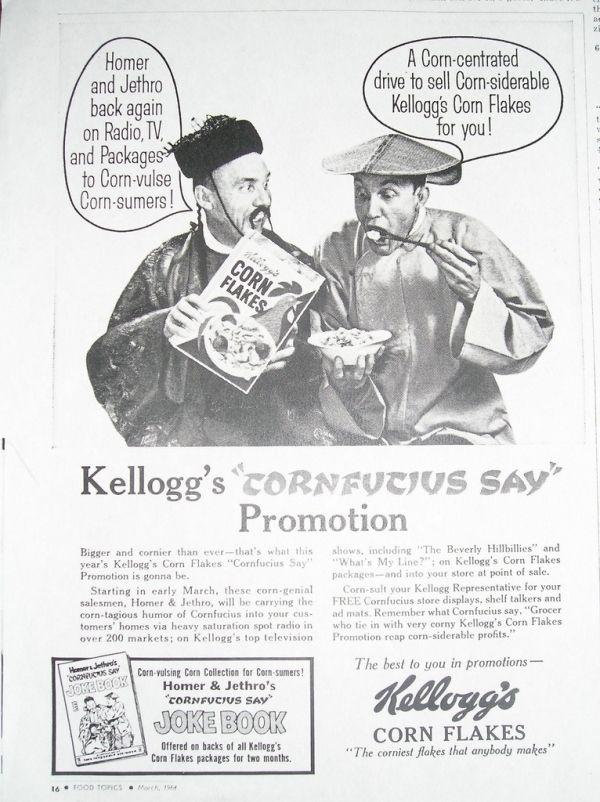 Homer
and Jethro
back again
on Radio, TV,
and Packages
to Corn-vulse
Corn-sumers!
A Corn-centrated
drive to sell Corn-siderable
Kellogg's Corn Flakes
for you!
Kellogg's
CORN
FLAKES
Kellogg's "CORNFUCIUS SAY"
Promotion
Bigger and cornier than ever—that's what this
year's Kellogg's Corn Flakes "Cornfucius Say"
Promotion is gonna be.
Starting in early March, these corn-genial
salesmen, Homer & Jethro, will be carrying the
corn-tagious humor of Cornfucius into your cus-
tomers' homes via heavy saturation spot radio in
over 200 markets; on Kellogg's top television
shows, including "The Beverly Hillbillies" and
"What's My Line?"; on Kellogg's Corn Flakes
packages—and into your store at point of sale.
Corn-sult your Kellogg Representative for your
FREE Cornfucius store displays, shelf talkers and
ad mats. Remember what Cornfucius say, "Grocer
who tie in with very corny Kellogg's Corn Flakes
Promotion reap corn-siderable profits."
Homer & Jethro's
"CORNFUCIUS SAY"
JOKE BOOK
Corn-vulsing Corn Collection for Corn-sumers!
Homer & Jethro's
"CORNFUCIUS SAY"
JOKE BOOK
Offered on backs of all Kellogg's
Corn Flakes packages for two months.
The best to you in promotions—
Kellogg's
CORN FLAKES
"The corniest flakes that anybody makes"
16 • FOOD TOPICS • March, 1964